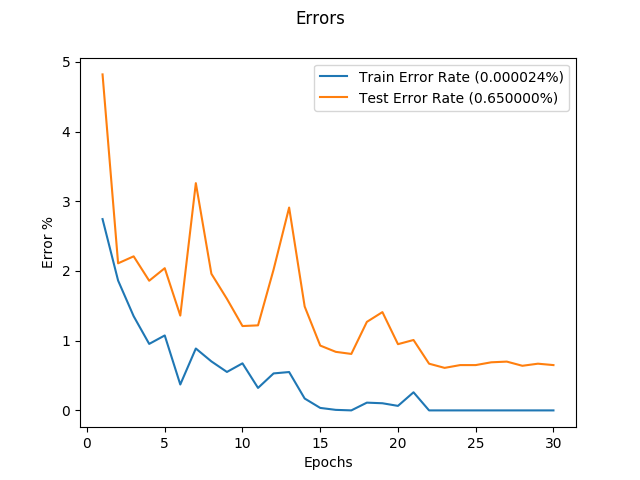 Errors
Train Error Rate (0.000024%)
Test Error Rate (0.650000%)
Error %
5
4
3
2
1
0
0 5 10 15 20 25 30
Epochs